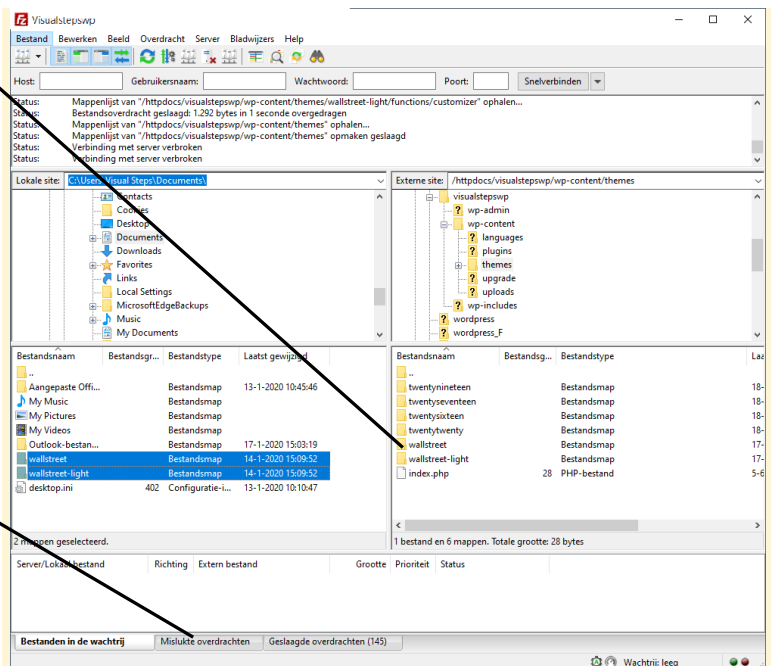 Visualstepswp
Bestand Bewerken Beeld Overdracht Server Bladwijzers Help
Host: Gebruikersnaam: Wachtwoord: Poort: Snelverbinden
Status: Mappenlijst van "/httpdocs/visualstepswp/wp-content/themes/wallstreet-light/functions/customizer" ophalen...
Status: Bestandsoverdracht geslaagd: 1.292 bytes in 1 seconde overgedragen
Status: Mappenlijst van "/httpdocs/visualstepswp/wp-content/themes" ophalen...
Status: Mappenlijst van "/httpdocs/visualstepswp/wp-content/themes" opmaken geslaagd
Status: Verbinding met server verbroken
Status: Verbinding met server verbroken
Lokale site: C:\Users\Visual Steps\Documents\
Contacts
Cookies
Desktop
Documents
Downloads
Favorites
Links
Local Settings
MicrosoftEdgeBackups
Music
My Documents
Externe site: /httpdocs/visualstepswp/wp-content/themes
visualstepswp
wp-admin
wp-content
languages
plugins
themes
upgrade
uploads
wp-includes
wordpress
wordpress_F
Bestandsnaam Bestandsgr... Bestandstype Laatst gewijzigd
..
Aangepaste Offi... Bestandsmap 13-1-2020 10:45:46
My Music Bestandsmap
My Pictures Bestandsmap
My Videos Bestandsmap
Outlook-bestan... Bestandsmap 17-1-2020 15:03:19
wallstreet Bestandsmap 14-1-2020 15:09:52
wallstreet-light Bestandsmap 14-1-2020 15:09:52
desktop.ini 402 Configuratie-i... 13-1-2020 10:10:47
2 mappen geselecteerd.
Bestandsnaam Bestandsg... Bestandstype Laa
..
twentynineteen Bestandsmap 18-
twentyseventeen Bestandsmap 18-
twentysixteen Bestandsmap 18-
twentytwenty Bestandsmap 18-
wallstreet Bestandsmap 17-
wallstreet-light Bestandsmap 17-
index.php 28 PHP-bestand 5-6
1 bestand en 6 mappen. Totale grootte: 28 bytes
Server/Lokaal bestand Richting Extern bestand Grootte Prioriteit Status
Bestanden in de wachtrij Mislukte overdrachten Geslaagde overdrachten (145)
Wachtrij: leeg